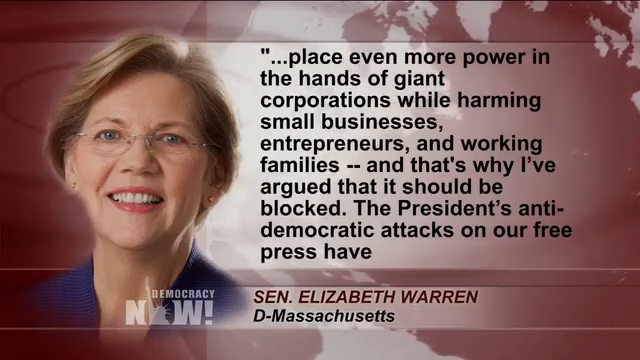 "...place even more power in
the hands of giant
corporations while harming
small businesses,
entrepreneurs, and working
families -- and that's why I've
argued that it should be
blocked. The President's anti-
democratic attacks on our free
press have
DEMOCRACY
NOW!
SEN. ELIZABETH WARREN
D-Massachusetts